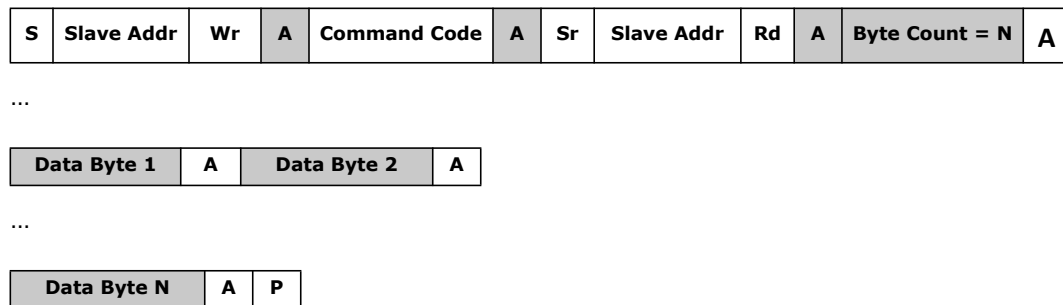 S Slave Addr Wr A Command Code A Sr Slave Addr Rd A Byte Count = N A
...
Data Byte 1 A Data Byte 2 A
...
Data Byte N A P